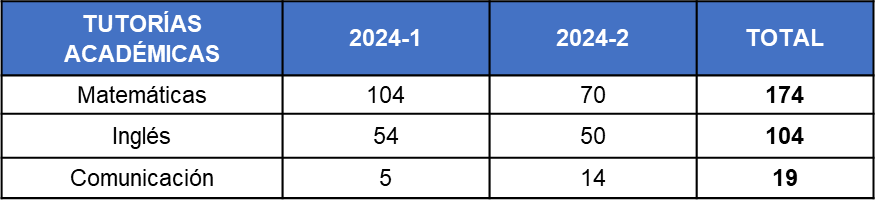 TUTORÍAS
ACADÉMICAS 2024-1 2024-2 TOTAL
Matemáticas 104 70 174
Inglés 54 50 104
Comunicación 5 14 19